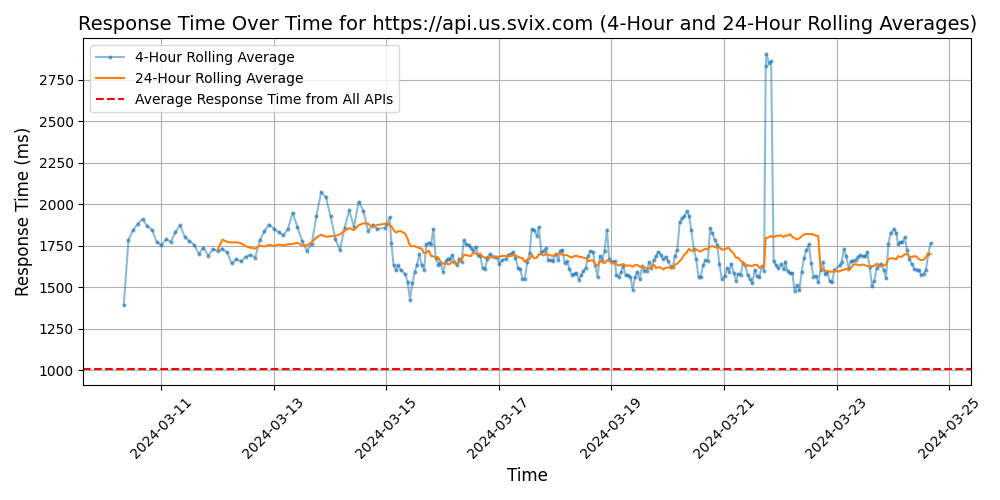 Response Time Over Time for https://api.us.svix.com (4-Hour and 24-Hour Rolling Averages)
4-Hour Rolling Average
24-Hour Rolling Average
Average Response Time from All APIs
Response Time (ms)
2750
2500
2250
2000
1750
1500
1250
1000
2024-03-11
2024-03-13
2024-03-15
2024-03-17
2024-03-19
2024-03-21
2024-03-23
2024-03-25
Time